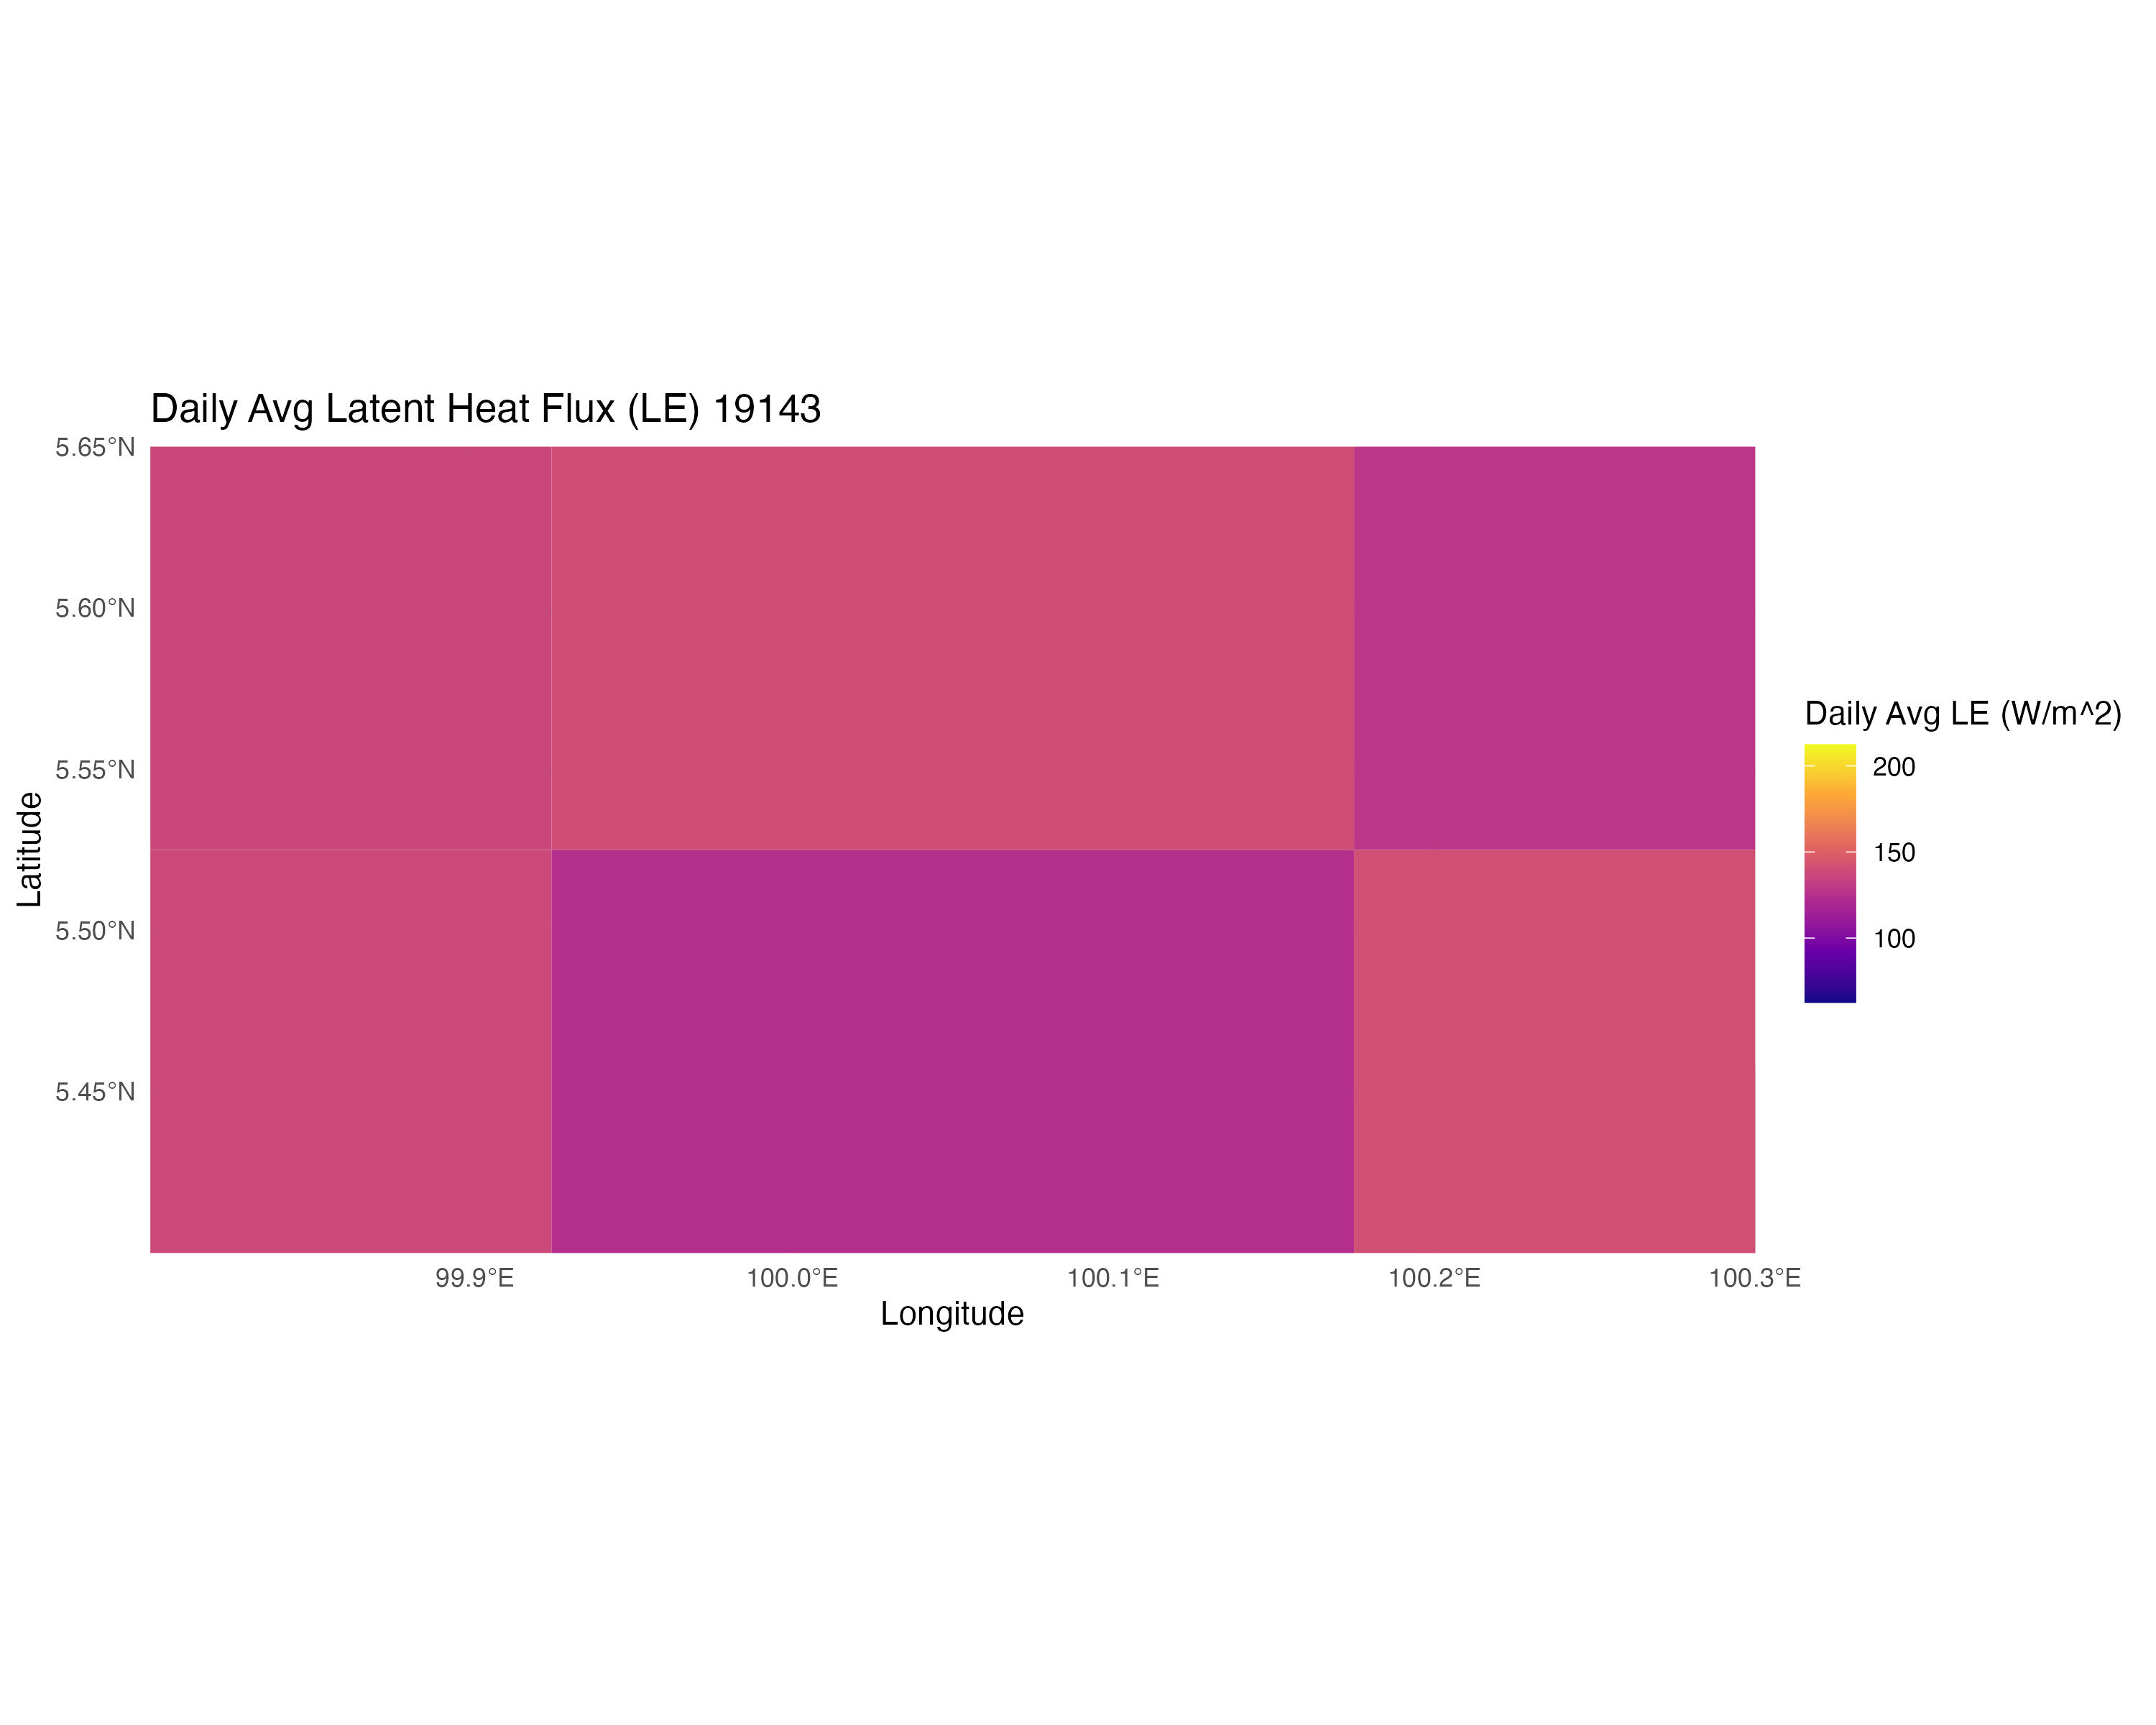 Daily Avg Latent Heat Flux (LE) 19143
5.65°N
5.60°N
5.55°N
5.50°N
5.45°N
Latitude
99.9°E 100.0°E 100.1°E 100.2°E 100.3°E
Longitude
Daily Avg LE (W/m^2)
200
150
100